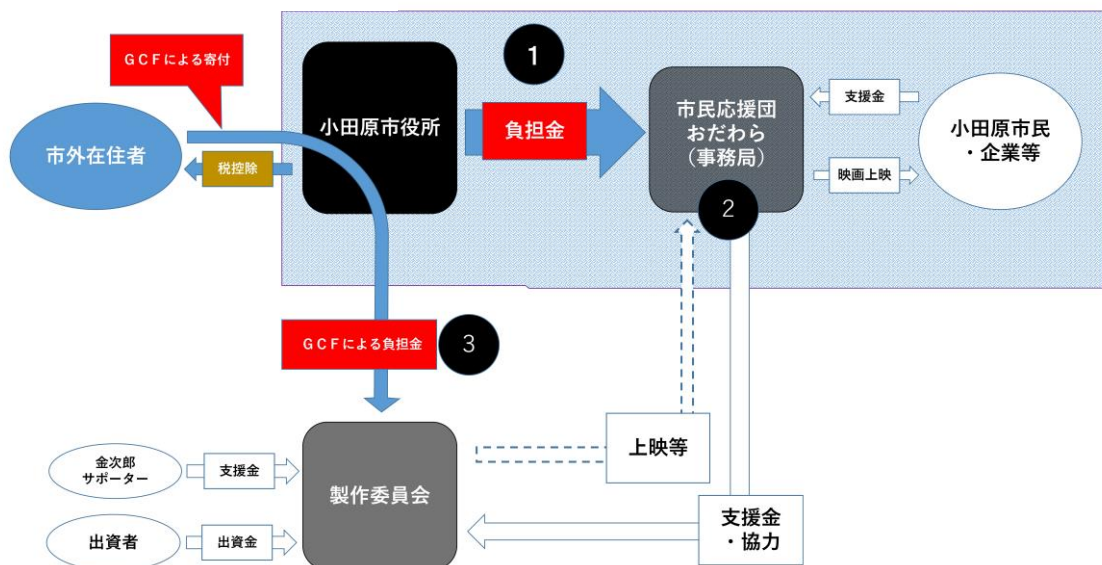 GCFによる寄付
1
小田原市役所
負担金
市民応援団
おだわら
(事務局)
支援金
小田原市民
・企業等
市外在住者
税控除
映画上映
2
GCFによる負担金
3
上映等
金次郎
サポーター
支援金
製作委員会
出資者
出資金
支援金
・協力